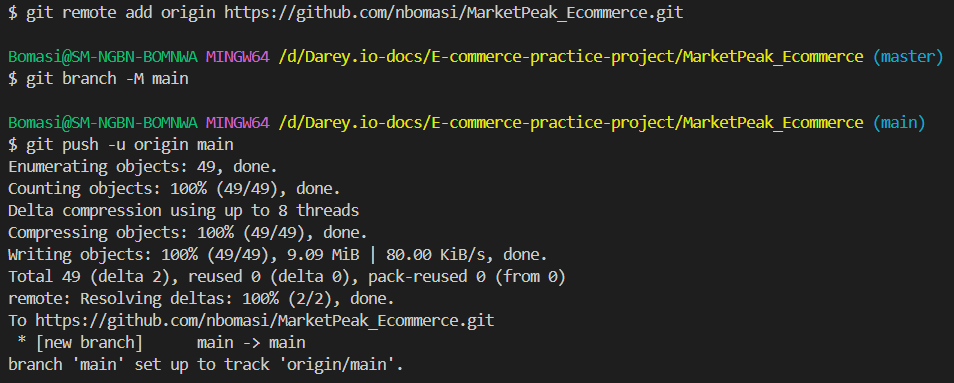 $ git remote add origin https://github.com/nbomasi/MarketPeak_Ecommerce.git
Bomasi@SM-NGBN-BOMNWA MINGW64 /d/Darey.io-docs/E-commerce-practice-project/MarketPeak_Ecommerce (master)
$ git branch -M main
Bomasi@SM-NGBN-BOMNWA MINGW64 /d/Darey.io-docs/E-commerce-practice-project/MarketPeak_Ecommerce (main)
$ git push -u origin main
Enumerating objects: 49, done.
Counting objects: 100% (49/49), done.
Delta compression using up to 8 threads
Compressing objects: 100% (49/49), done.
Writing objects: 100% (49/49), 9.09 MiB | 80.00 KiB/s, done.
Total 49 (delta 2), reused 0 (delta 0), pack-reused 0 (from 0)
remote: Resolving deltas: 100% (2/2), done.
To https://github.com/nbomasi/MarketPeak_Ecommerce.git
 * [new branch]      main -> main
branch 'main' set up to track 'origin/main'.